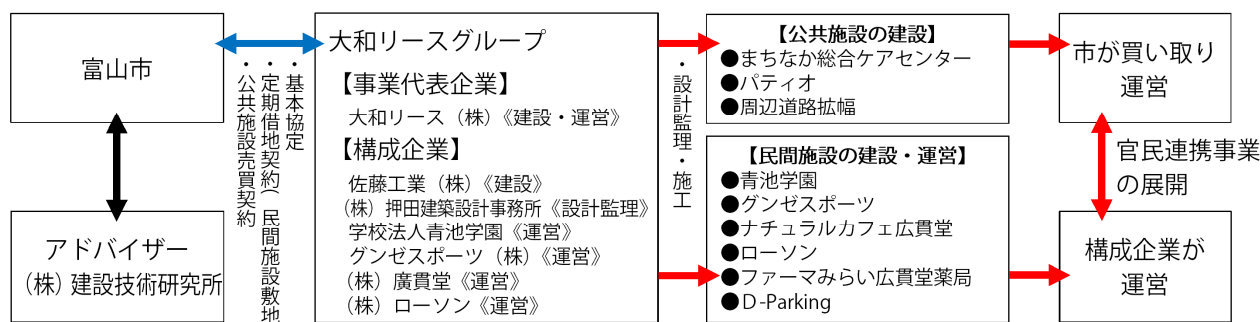 富山市
アドバイザー
(株)建設技術研究所
・基本協定
・定期借地契約(民間施設敷地
・公共施設売買契約
大和リースグループ
【事業代表企業】
大和リース(株)《建設・運営》
【構成企業】
佐藤工業(株)《建設》
(株)押田建築設計事務所《設計監理》
学校法人青池学園《運営》
グンゼスポーツ(株)《運営》
(株)廣貫堂《運営》
(株)ローソン《運営》
・設計監理・施工
【公共施設の建設】
●まちなか総合ケアセンター
●パティオ
●周辺道路拡幅
【民間施設の建設・運営】
●青池学園
●グンゼスポーツ
●ナチュラルカフェ広貫堂
●ローソン
●ファーマみらい広貫堂薬局
●D-Parking
市が買い取り
運営
官民連携事業
の展開
構成企業が
運営